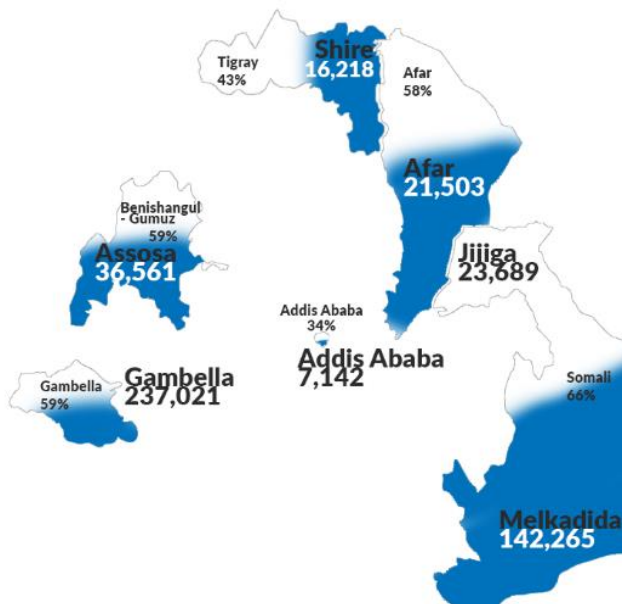 Shire
16,218
Tigray
43%
Afar
58%
Afar
21,503
Benishangul
- Gumuz
59%
Assosa
36,561
Jijiga
23,689
Addis Ababa
34%
Addis Ababa
7,142
Gambella
237,021
Gambella
59%
Somali
66%
Melkadida
142,265